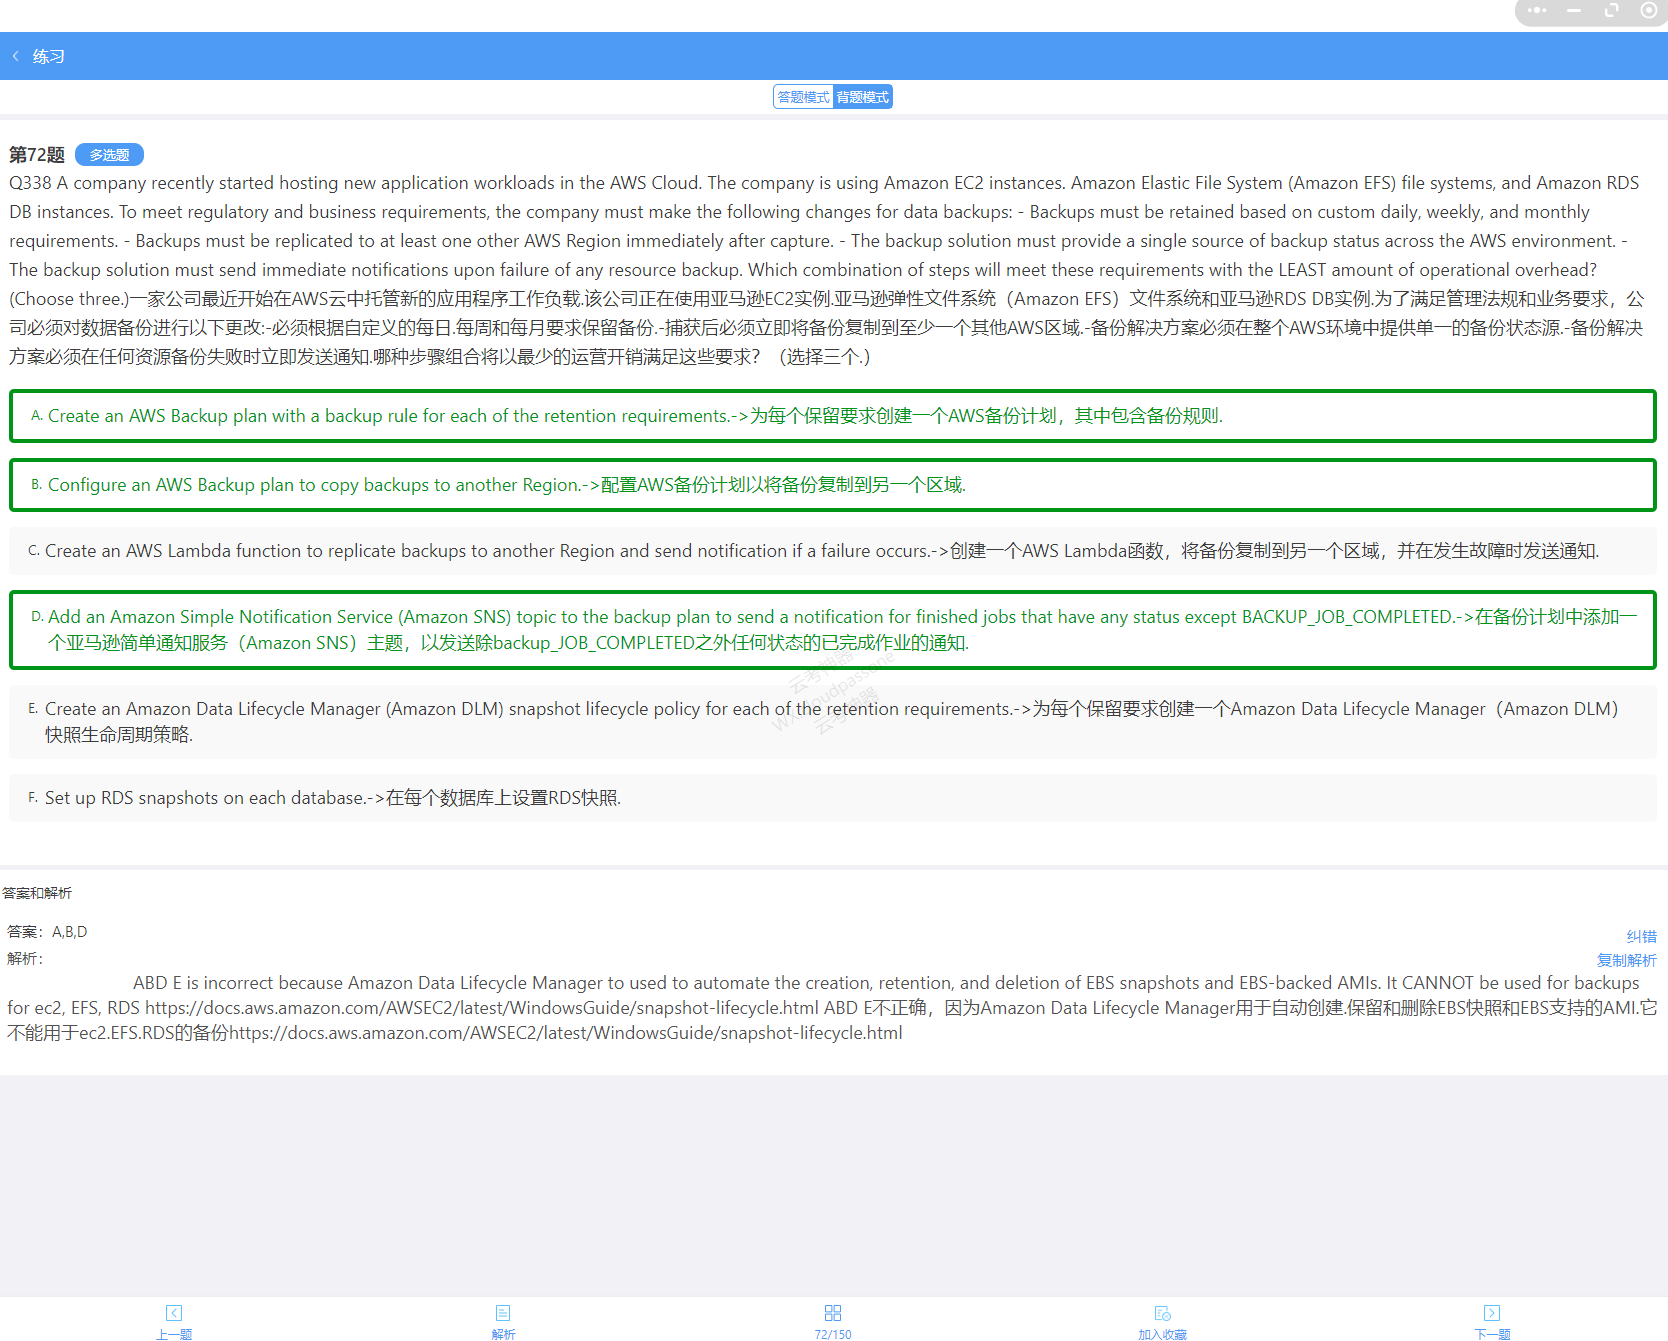 练习
答题模式 背题模式
第72题 多选题
Q338 A company recently started hosting new application workloads in the AWS Cloud. The company is using Amazon EC2 instances. Amazon Elastic File System (Amazon EFS) file systems, and Amazon RDS
DB instances. To meet regulatory and business requirements, the company must make the following changes for data backups: - Backups must be retained based on custom daily, weekly, and monthly
requirements. - Backups must be replicated to at least one other AWS Region immediately after capture. - The backup solution must provide a single source of backup status across the AWS environment. -
The backup solution must send immediate notifications upon failure of any resource backup. Which combination of steps will meet these requirements with the LEAST amount of operational overhead?
(Choose three.)一家公司最近开始在AWS云中托管新的应用程序工作负载.该公司正在使用亚马逊EC2实例.亚马逊弹性文件系统（Amazon EFS）文件系统和亚马逊RDS DB实例.为了满足管理法规和业务要求，公
司必须对数据备份进行以下更改:-必须根据自定义的每日.每周和每月要求保留备份.-捕获后必须立即将备份复制到至少一个其他AWS区域.-备份解决方案必须在整个AWS环境中提供单一的备份状态源.-备份解决
方案必须在任何资源备份失败时立即发送通知.哪种步骤组合将以最少的运营开销满足这些要求？（选择三个.）
A. Create an AWS Backup plan with a backup rule for each of the retention requirements.->为每个保留要求创建一个AWS备份计划，其中包含备份规则.
B. Configure an AWS Backup plan to copy backups to another Region.->配置AWS备份计划以将备份复制到另一个区域.
C. Create an AWS Lambda function to replicate backups to another Region and send notification if a failure occurs.->创建一个AWS Lambda函数，将备份复制到另一个区域，并在发生故障时发送通知.
D. Add an Amazon Simple Notification Service (Amazon SNS) topic to the backup plan to send a notification for finished jobs that have any status except BACKUP_JOB_COMPLETED.->在备份计划中添加一
个亚马逊简单通知服务（Amazon SNS）主题，以发送除backup_JOB_COMPLETED之外任何状态的已完成作业的通知.
E. Create an Amazon Data Lifecycle Manager (Amazon DLM) snapshot lifecycle policy for each of the retention requirements.->为每个保留要求创建一个Amazon Data Lifecycle Manager（Amazon DLM）
快照生命周期策略.
F. Set up RDS snapshots on each database.->在每个数据库上设置RDS快照.
云考神器
云考神器
答案和解析
答案：A,B,D
纠错
解析：
复制解析
ABD E is incorrect because Amazon Data Lifecycle Manager to used to automate the creation, retention, and deletion of EBS snapshots and EBS-backed AMIs. It CANNOT be used for backups
for ec2, EFS, RDS https://docs.aws.amazon.com/AWSEC2/latest/WindowsGuide/snapshot-lifecycle.html ABD E不正确，因为Amazon Data Lifecycle Manager用于自动创建.保留和删除EBS快照和EBS支持的AMI.它
不能用于ec2.EFS.RDS的备份https://docs.aws.amazon.com/AWSEC2/latest/WindowsGuide/snapshot-lifecycle.html
上一题 解析 72/150 加入收藏 下一题